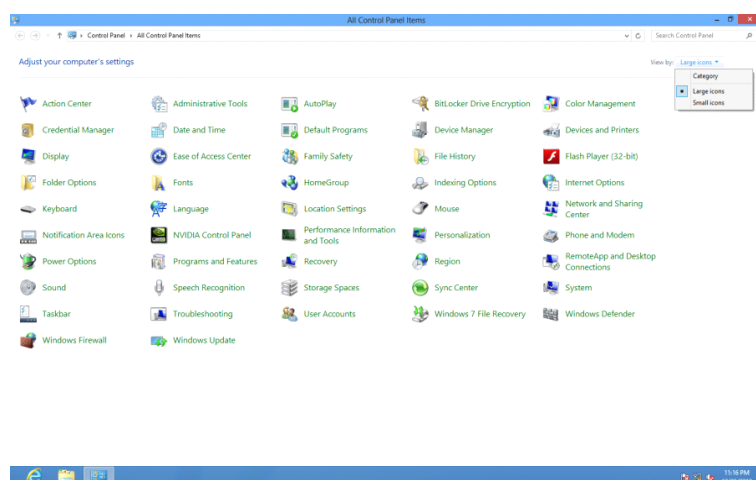 All Control Panel Items
Control Panel All Control Panel Items
Search Control Panel
Adjust your computer's settings
View by: Large icons
Category
Large icons
Small icons
Action Center
Administrative Tools
AutoPlay
BitLocker Drive Encryption
Color Management
Credential Manager
Date and Time
Default Programs
Device Manager
Devices and Printers
Display
Ease of Access Center
Family Safety
File History
Flash Player (32-bit)
Folder Options
Fonts
HomeGroup
Indexing Options
Internet Options
Keyboard
Language
Location Settings
Mouse
Network and Sharing
Center
Notification Area Icons
NVIDIA Control Panel
Performance Information
and Tools
Personalization
Phone and Modem
Power Options
Programs and Features
Recovery
Region
RemoteApp and Desktop
Connections
Sound
Speech Recognition
Storage Spaces
Sync Center
System
Taskbar
Troubleshooting
User Accounts
Windows 7 File Recovery
Windows Defender
Windows Firewall
Windows Update
11:16 PM